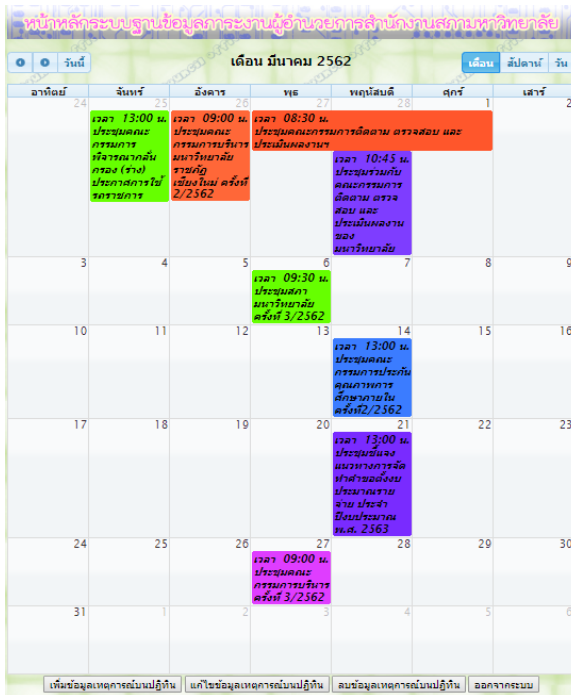 หน้าหลักระบบฐานข้อมูลภาระงานผู้อำนวยการสำนักงานสภามหาวิทยาลัย
วันนี้
เดือน มีนาคม 2562
เดือน สัปดาห์ วัน
อาทิตย์ จันทร์ อังคาร พุธ พฤหัสบดี ศุกร์ เสาร์
24 25 26 27 28 1 2
เวลา 13:00 น.
ประชุมคณะ
กรรมการ
พิจารณากลั่น
กรอง (ร่าง)
ประกาศการใช้
รถราชการ
เวลา 09:00 น.
ประชุมคณะ
กรรมการบริหาร
มหาวิทยาลัย
ราชภัฏ
เชียงใหม่ ครั้งที่
2/2562
เวลา 08:30 น.
ประชุมคณะกรรมการติดตาม ตรวจสอบ และ
ประเมินผลงานฯ
เวลา 10:45 น.
ประชุมร่วมกับ
คณะกรรมการ
ติดตาม ตรวจ
สอบ และ
ประเมินผลงาน
ของ
มหาวิทยาลัย
3 4 5 6 7 8 9
เวลา 09:30 น.
ประชุมสภา
มหาวิทยาลัย
ครั้งที่ 3/2562
10 11 12 13 14 15 16
เวลา 13:00 น.
ประชุมคณะ
กรรมการประกัน
คุณภาพการ
ศึกษาภายใน
ครั้งที่2/2562
17 18 19 20 21 22 23
เวลา 13:00 น.
ประชุมชี้แจง
แนวทางการจัด
ทำคำขอตั้งงบ
ประมาณราย
จ่าย ประจำ
ปีงบประมาณ
พ.ศ. 2563
24 25 26 27 28 29 30
เวลา 09:00 น.
ประชุมคณะ
กรรมการบริหาร
ครั้งที่ 3/2562
31 1 2 3 4 5 6
เพิ่มข้อมูลเหตุการณ์บนปฏิทิน แก้ไขข้อมูลเหตุการณ์บนปฏิทิน ลบข้อมูลเหตุการณ์บนปฏิทิน ออกจากระบบ